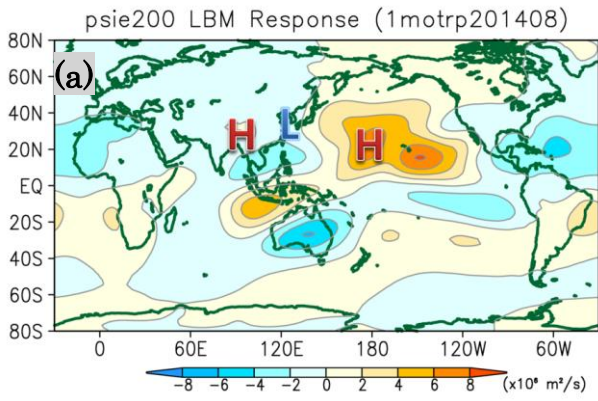 psie200 LBM Response (1motrp201408)
80N
(a)
60N
40N
H L
20N
H
EQ
20S
40S
60S
80S
0 60E 120E 180 120W 60W
-8 -6 -4 -2 0 2 4 6 8 (x10⁶ m²/s)